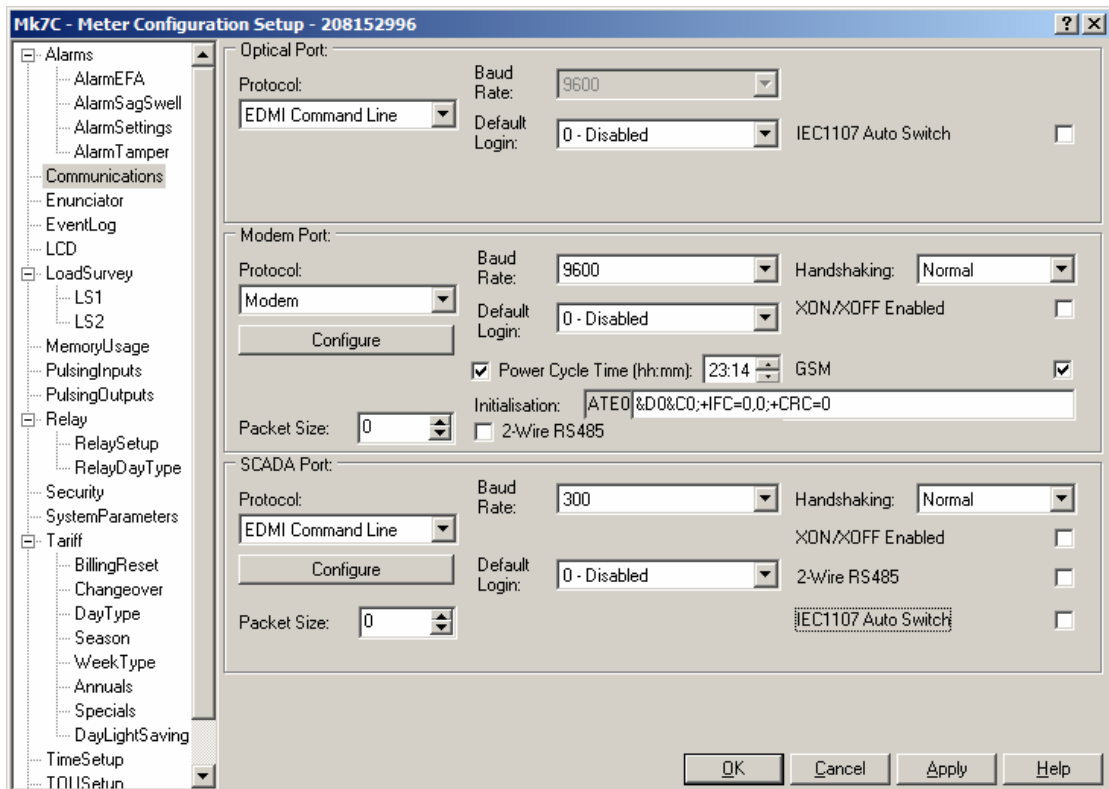 Mk7C - Meter Configuration Setup - 208152996
Alarms
AlarmEFA
AlarmSagSwell
AlarmSettings
AlarmTamper
Communications
Enunciator
EventLog
LCD
LoadSurvey
LS1
LS2
MemoryUsage
PulsingInputs
PulsingOutputs
Relay
RelaySetup
RelayDayType
Security
SystemParameters
Tariff
BillingReset
Changeover
DayType
Season
WeekType
Annuals
Specials
DayLightSaving
TimeSetup
TOUSetup
Optical Port:
Protocol:
EDMI Command Line
Baud
Rate:
9600
Default
Login:
0 - Disabled
IEC1107 Auto Switch
Modem Port:
Protocol:
Modem
Configure
Packet Size: 0
Baud
Rate:
9600
Default
Login:
0 - Disabled
Handshaking: Normal
XON/XOFF Enabled
Power Cycle Time (hh:mm): 23:14
GSM
Initialisation: ATE0 &D0&C0;+IFC=0,0;+CRC=0
2-Wire RS485
SCADA Port:
Protocol:
EDMI Command Line
Configure
Packet Size: 0
Baud
Rate:
300
Default
Login:
0 - Disabled
Handshaking: Normal
XON/XOFF Enabled
2-Wire RS485
IEC1107 Auto Switch
OK Cancel Apply Help